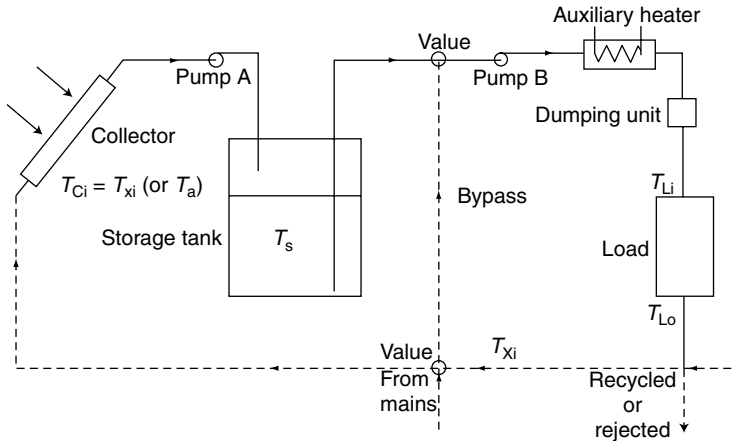 Auxiliary heater
Value
Pump A
Pump B
Collector
Dumping unit
T_Ci = T_xi (or T_a)
Bypass
T_Li
Storage tank
T_s
Load
T_Lo
Value
T_Xi
From
mains
Recycled
or
rejected